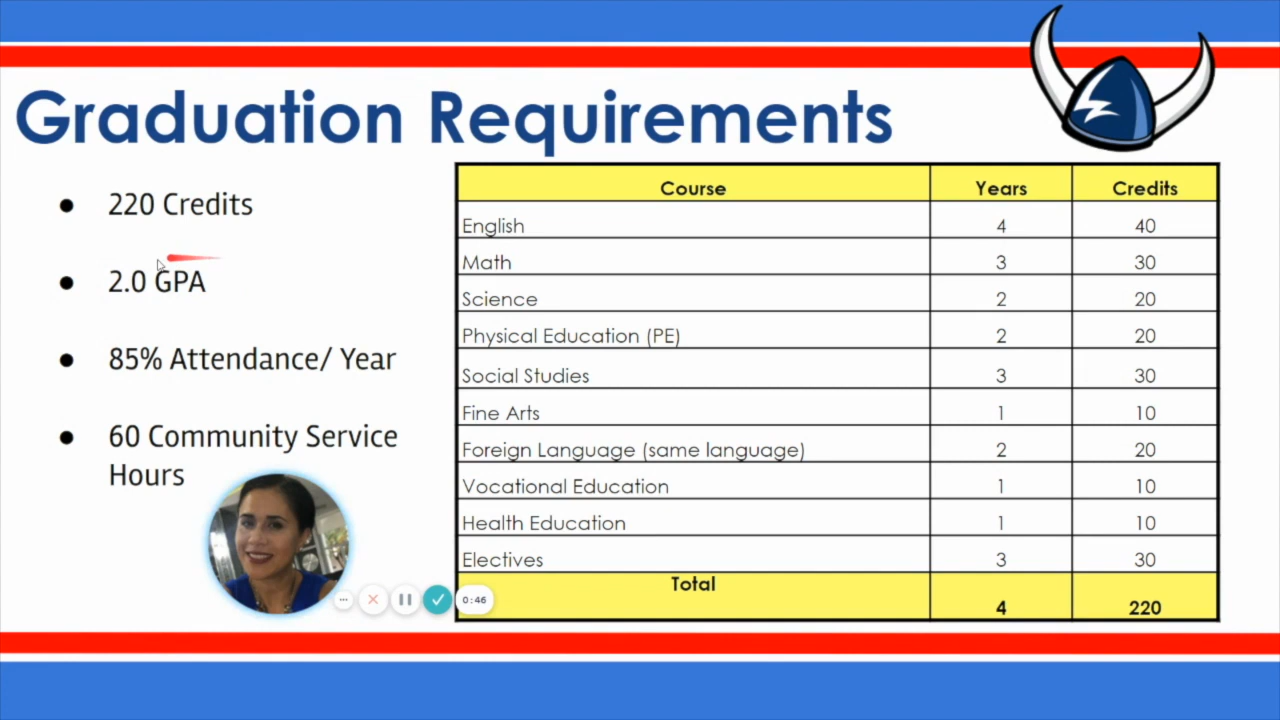 Graduation Requirements
● 220 Credits
● 2.0 GPA
● 85% Attendance/ Year
● 60 Community Service
Hours
Course Years Credits
English 4 40
Math 3 30
Science 2 20
Physical Education (PE) 2 20
Social Studies 3 30
Fine Arts 1 10
Foreign Language (same language) 2 20
Vocational Education 1 10
Health Education 1 10
Electives 3 30
Total
4 220
0:46